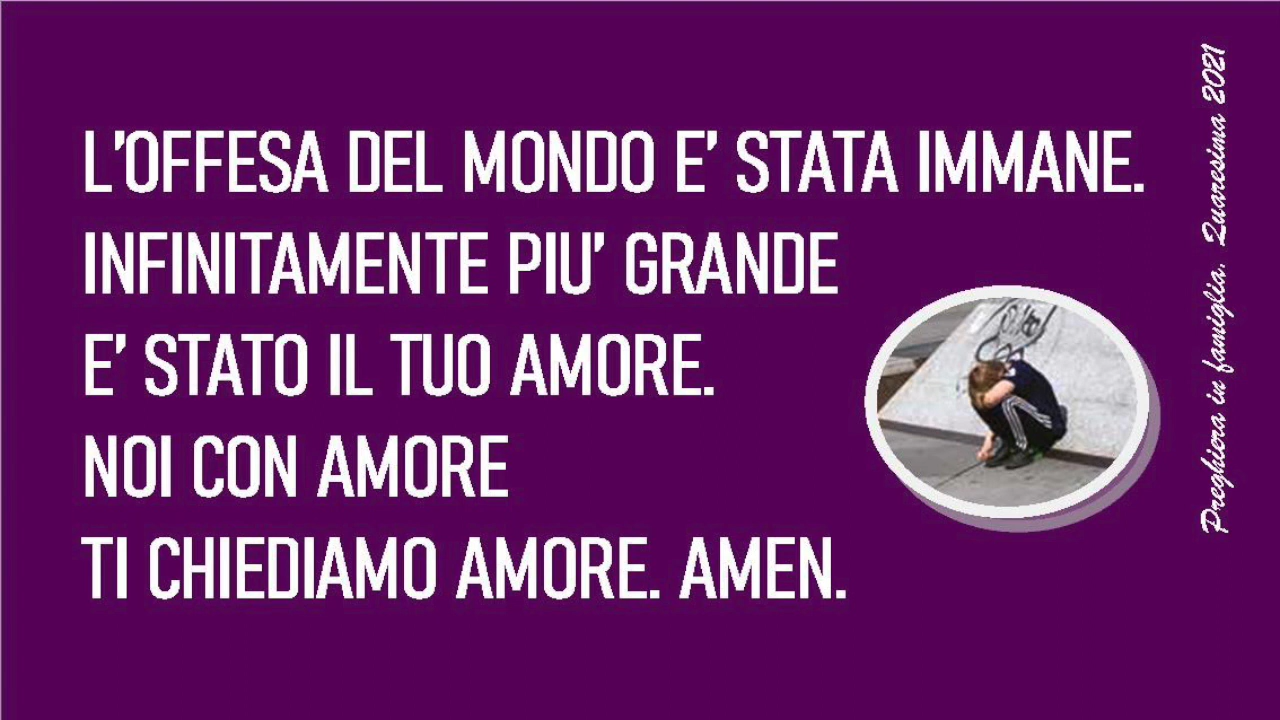 L'OFFESA DEL MONDO E' STATA IMMANE.
INFINITAMENTE PIU' GRANDE
E' STATO IL TUO AMORE.
NOI CON AMORE
TI CHIEDIAMO AMORE. AMEN.
Preghiera in famiglia. Quaresima 2021